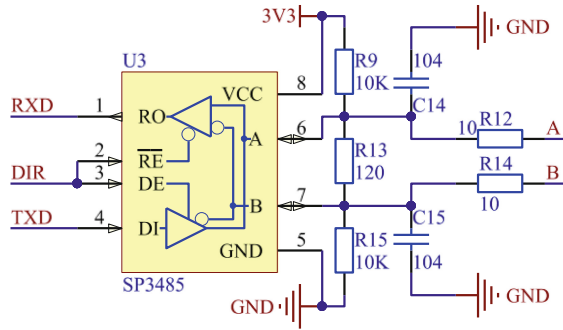 3V3
GND
U3
R9
104
8
VCC
10K
C14
RXD
1
RO
6
R12
A
A
10
2
RE
R13
R14
B
DIR
3
DE
120
7
B
10
TXD
4
DI
5
R15
C15
GND
10K
104
SP3485
GND
GND